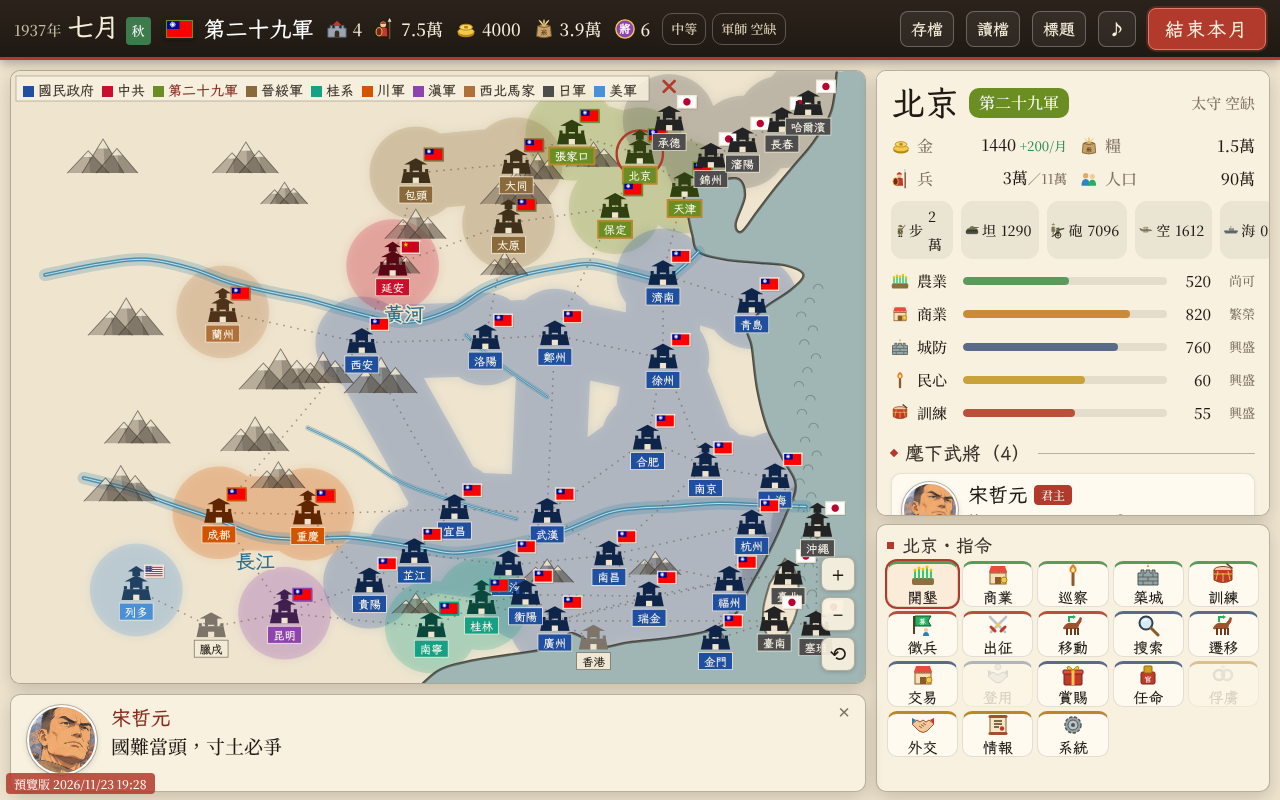 1937年 七月 秋 第二十九軍 4 7.5萬 4000 3.9萬 將 6 中等 軍師 空缺 存檔 讀檔 標題 ♪ 結束本月
國民政府 中共 第二十九軍 晉綏軍 桂系 川軍 滇軍 西北馬家 日軍 美軍
哈爾濱
承德 長春
張家口 瀋陽
北京 錦州
包頭 大同
天津
太原 保定
延安
濟南
黃河
蘭州 青島
西安 洛陽 鄭州
徐州
合肥
南京
成都 重慶 宜昌 武漢
杭州 沖繩
長江
芷江 南昌
列多 貴陽 衡陽 瑞金 福州
昆明 桂林
臘戌 南寧 廣州 香港 金門 臺南
+
−
⟲
宋哲元
國難當頭，寸土必爭
×
預覽版 2026/11/23 19:28
北京 第二十九軍 太守 空缺
金 1440 +200/月 糧 1.5萬
兵 3萬/11萬 人口 90萬
步 2萬 坦 1290 砲 7096 空 1612 海 0
農業 520 尚可
商業 820 繁榮
城防 760 興盛
民心 60 興盛
訓練 55 興盛
麾下武將（4）
宋哲元 君主
北京・指令
開墾 商業 巡察 築城 訓練
徵兵 出征 移動 搜索 遷移
交易 登用 賞賜 任命 俘虜
外交 情報 系統